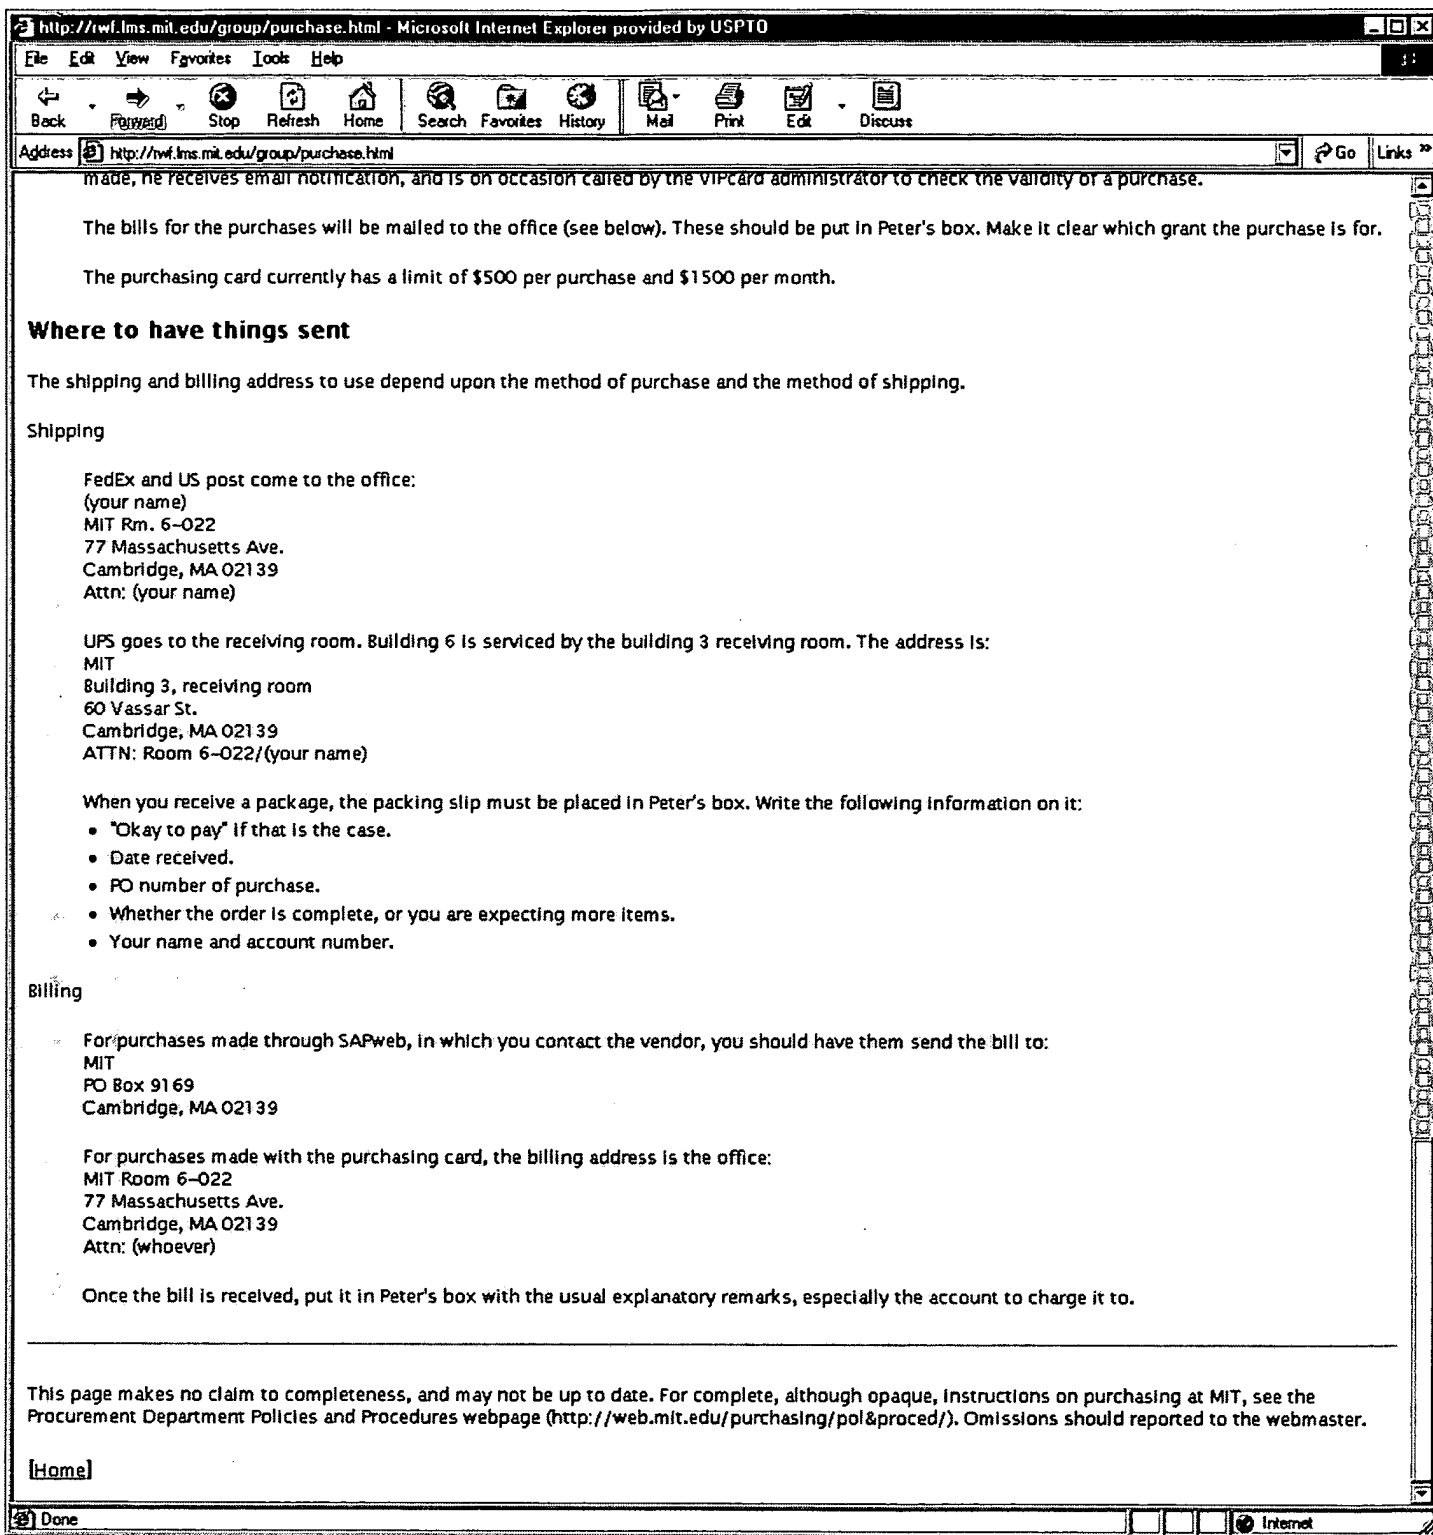 http://rwf.lms.mit.edu/group/purchase.html - Microsoft Internet Explorer provided by USPTO
File Edit View Favorites Tools Help
Back Forward Stop Refresh Home Search Favorites History Mail Print Edit Discuss
Address http://rwf.lms.mit.edu/group/purchase.html Go Links »
made, he receives email notification, and is on occasion called by the VIPcard administrator to check the validity of a purchase.
The bills for the purchases will be mailed to the office (see below). These should be put in Peter's box. Make it clear which grant the purchase is for.
The purchasing card currently has a limit of $500 per purchase and $1500 per month.
Where to have things sent
The shipping and billing address to use depend upon the method of purchase and the method of shipping.
Shipping
FedEx and US post come to the office:
(your name)
MIT Rm. 6-022
77 Massachusetts Ave.
Cambridge, MA 02139
Attn: (your name)
UPS goes to the receiving room. Building 6 is serviced by the building 3 receiving room. The address is:
MIT
Building 3, receiving room
60 Vassar St.
Cambridge, MA 02139
ATTN: Room 6-022/(your name)
When you receive a package, the packing slip must be placed in Peter's box. Write the following information on it:
• "Okay to pay" if that is the case.
• Date received.
• PO number of purchase.
• Whether the order is complete, or you are expecting more items.
• Your name and account number.
Billing
For purchases made through SAPweb, in which you contact the vendor, you should have them send the bill to:
MIT
PO Box 9169
Cambridge, MA 02139
For purchases made with the purchasing card, the billing address is the office:
MIT Room 6-022
77 Massachusetts Ave.
Cambridge, MA 02139
Attn: (whoever)
Once the bill is received, put it in Peter's box with the usual explanatory remarks, especially the account to charge it to.
This page makes no claim to completeness, and may not be up to date. For complete, although opaque, instructions on purchasing at MIT, see the
Procurement Department Policies and Procedures webpage (http://web.mit.edu/purchasing/pol&proced/). Omissions should reported to the webmaster.
[Home]
Done Internet